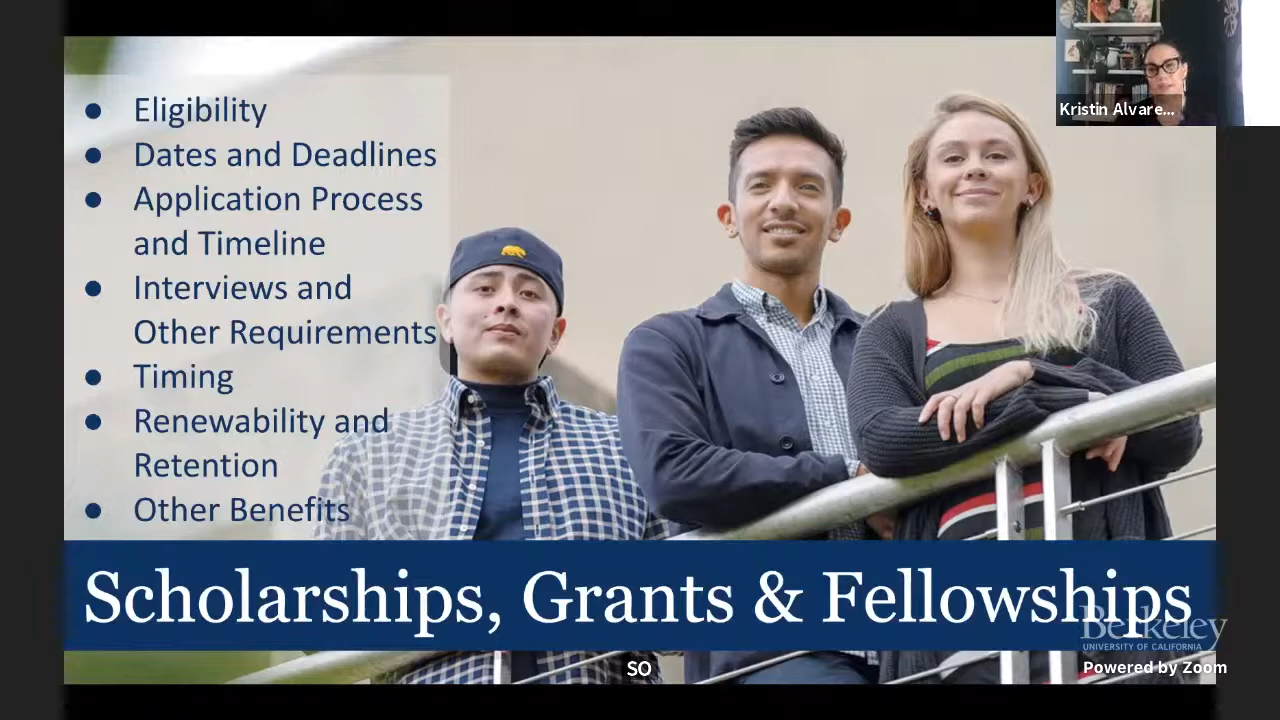 Kristin Alvare...
● Eligibility
● Dates and Deadlines
● Application Process
and Timeline
● Interviews and
Other Requirements
● Timing
● Renewability and
Retention
● Other Benefits
Scholarships, Grants & Fellowships
Berkeley
UNIVERSITY OF CALIFORNIA
SO
Powered by Zoom